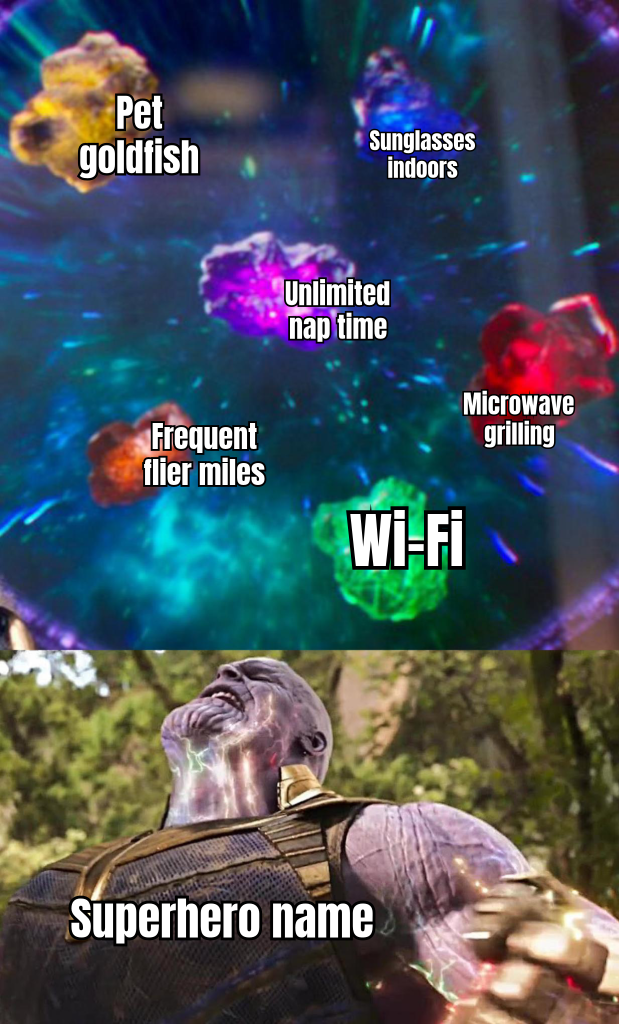 Pet
goldfish
Sunglasses
indoors
Unlimited
nap time
Microwave
grilling
Frequent
flier miles
Wi-Fi
Superhero name